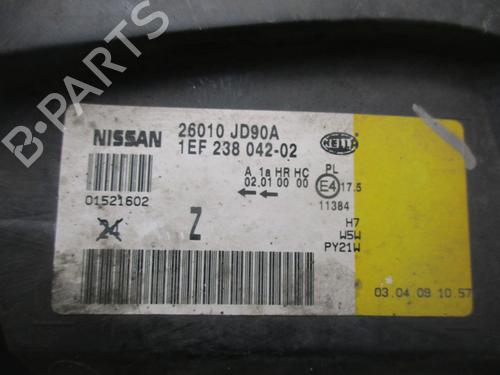 NISSAN
26010 JD90A
1EF 238 042-02
HELLA
A 1a HR HC
02.01 00 00
PL
E4 17.5
11384
01521602
24
Z
H7
W5W
PY21W
03.04.09 10.57
B-PARTS